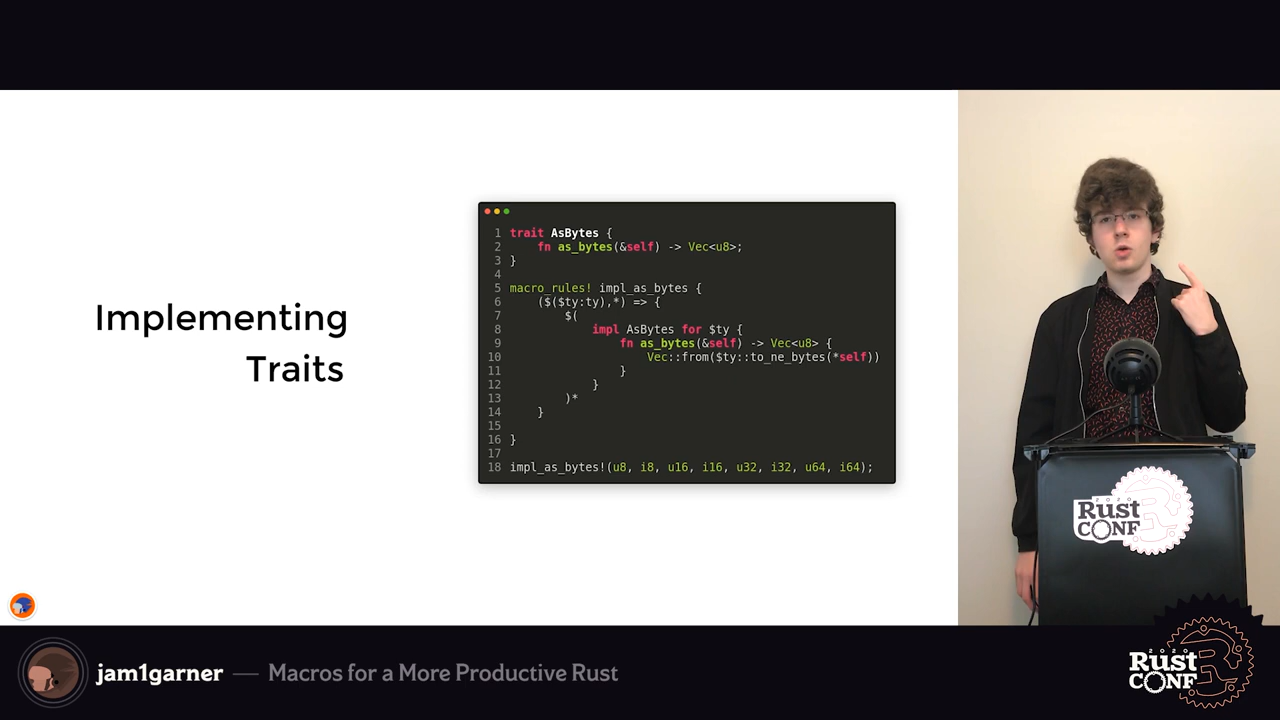 Implementing
Traits
1 trait AsBytes {
2     fn as_bytes(&self) -> Vec<u8>;
3 }
4
5 macro_rules! impl_as_bytes {
6     ($($ty:ty),*) => {
7         $(
8             impl AsBytes for $ty {
9                 fn as_bytes(&self) -> Vec<u8> {
10                     Vec::from($ty::to_ne_bytes(*self))
11                 }
12             }
13         )*
14     }
15
16 }
17
18 impl_as_bytes!(u8, i8, u16, i16, u32, i32, u64, i64);
2020
Rust
CONF
jam1garner — Macros for a More Productive Rust
2020
Rust
CONF